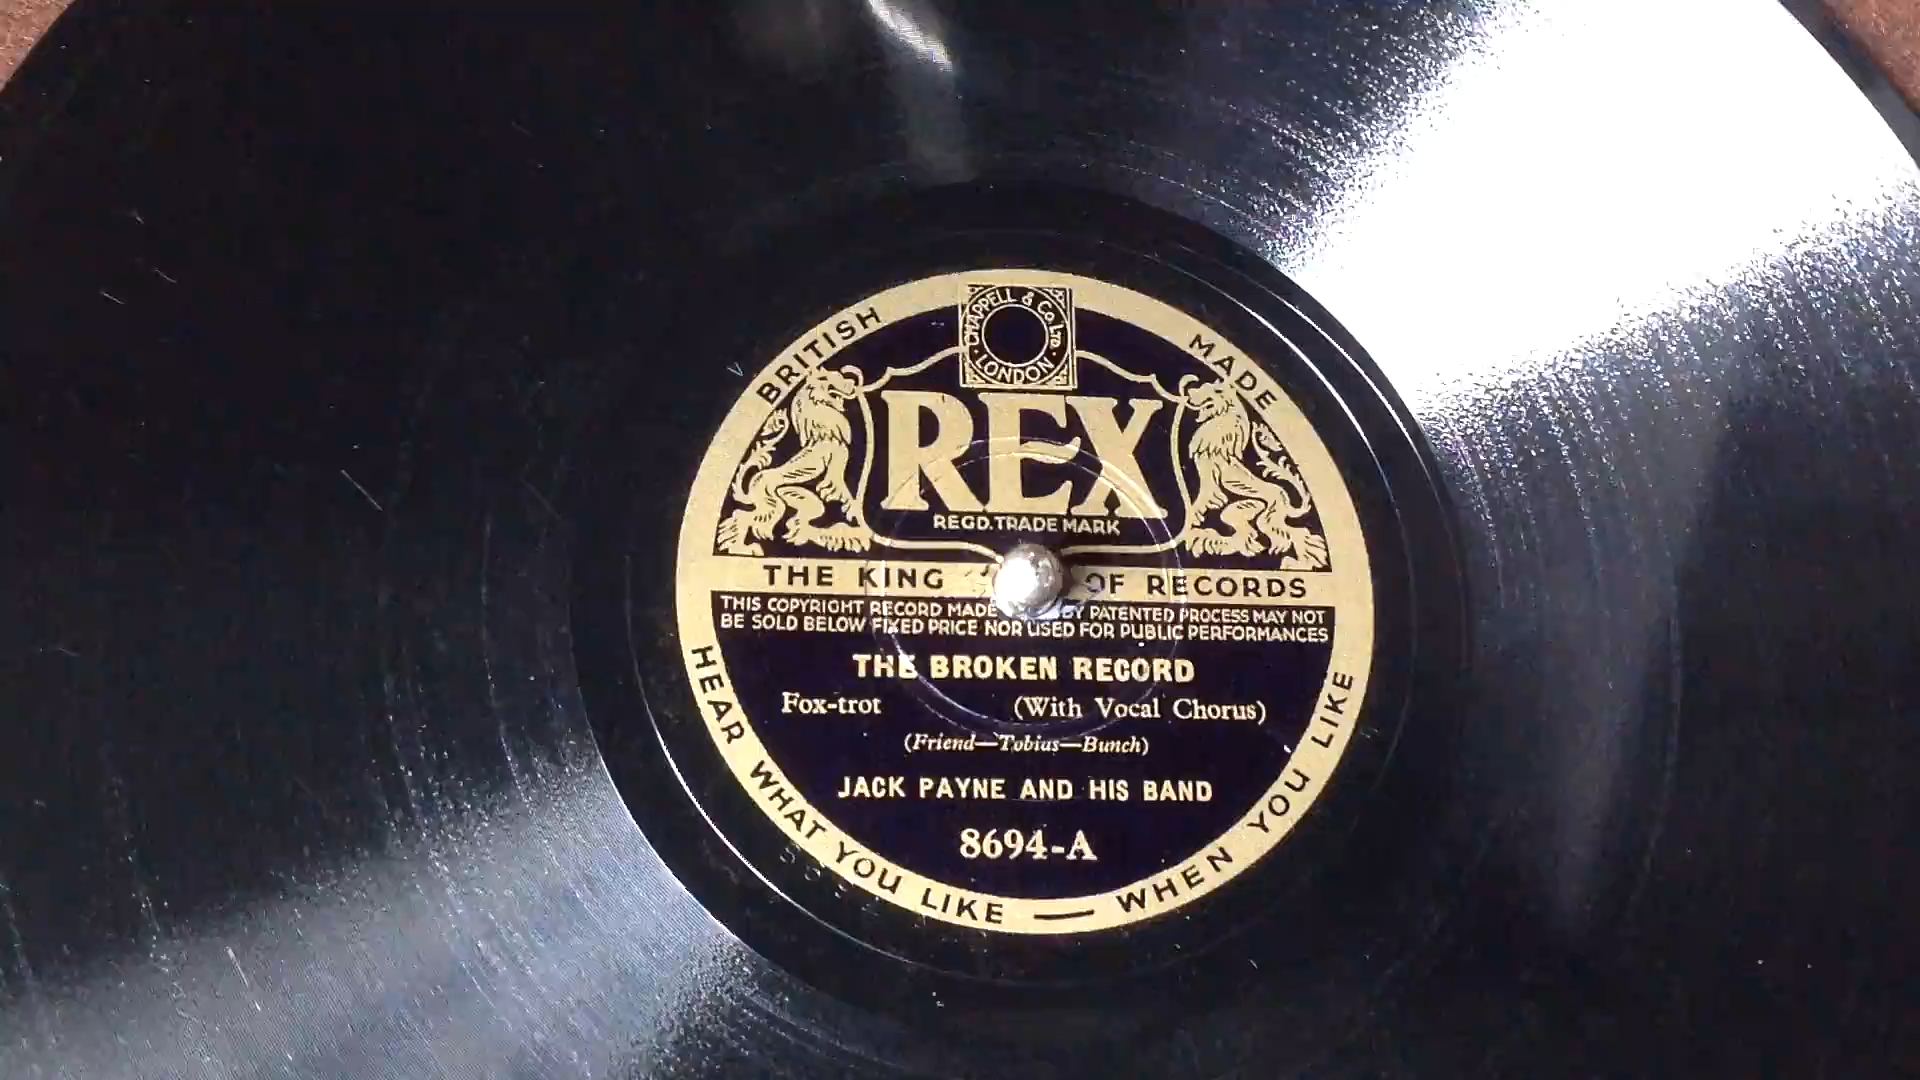 BRITISH MADE
CHAPPELL & CO. LTD.
LONDON
REX
REGD. TRADE MARK
THE KING OF RECORDS
THIS COPYRIGHT RECORD MADE BY PATENTED PROCESS MAY NOT
BE SOLD BELOW FIXED PRICE NOR USED FOR PUBLIC PERFORMANCES
THE BROKEN RECORD
Fox-trot (With Vocal Chorus)
(Friend—Tobias—Bunch)
JACK PAYNE AND HIS BAND
8694-A
HEAR WHAT YOU LIKE — WHEN YOU LIKE